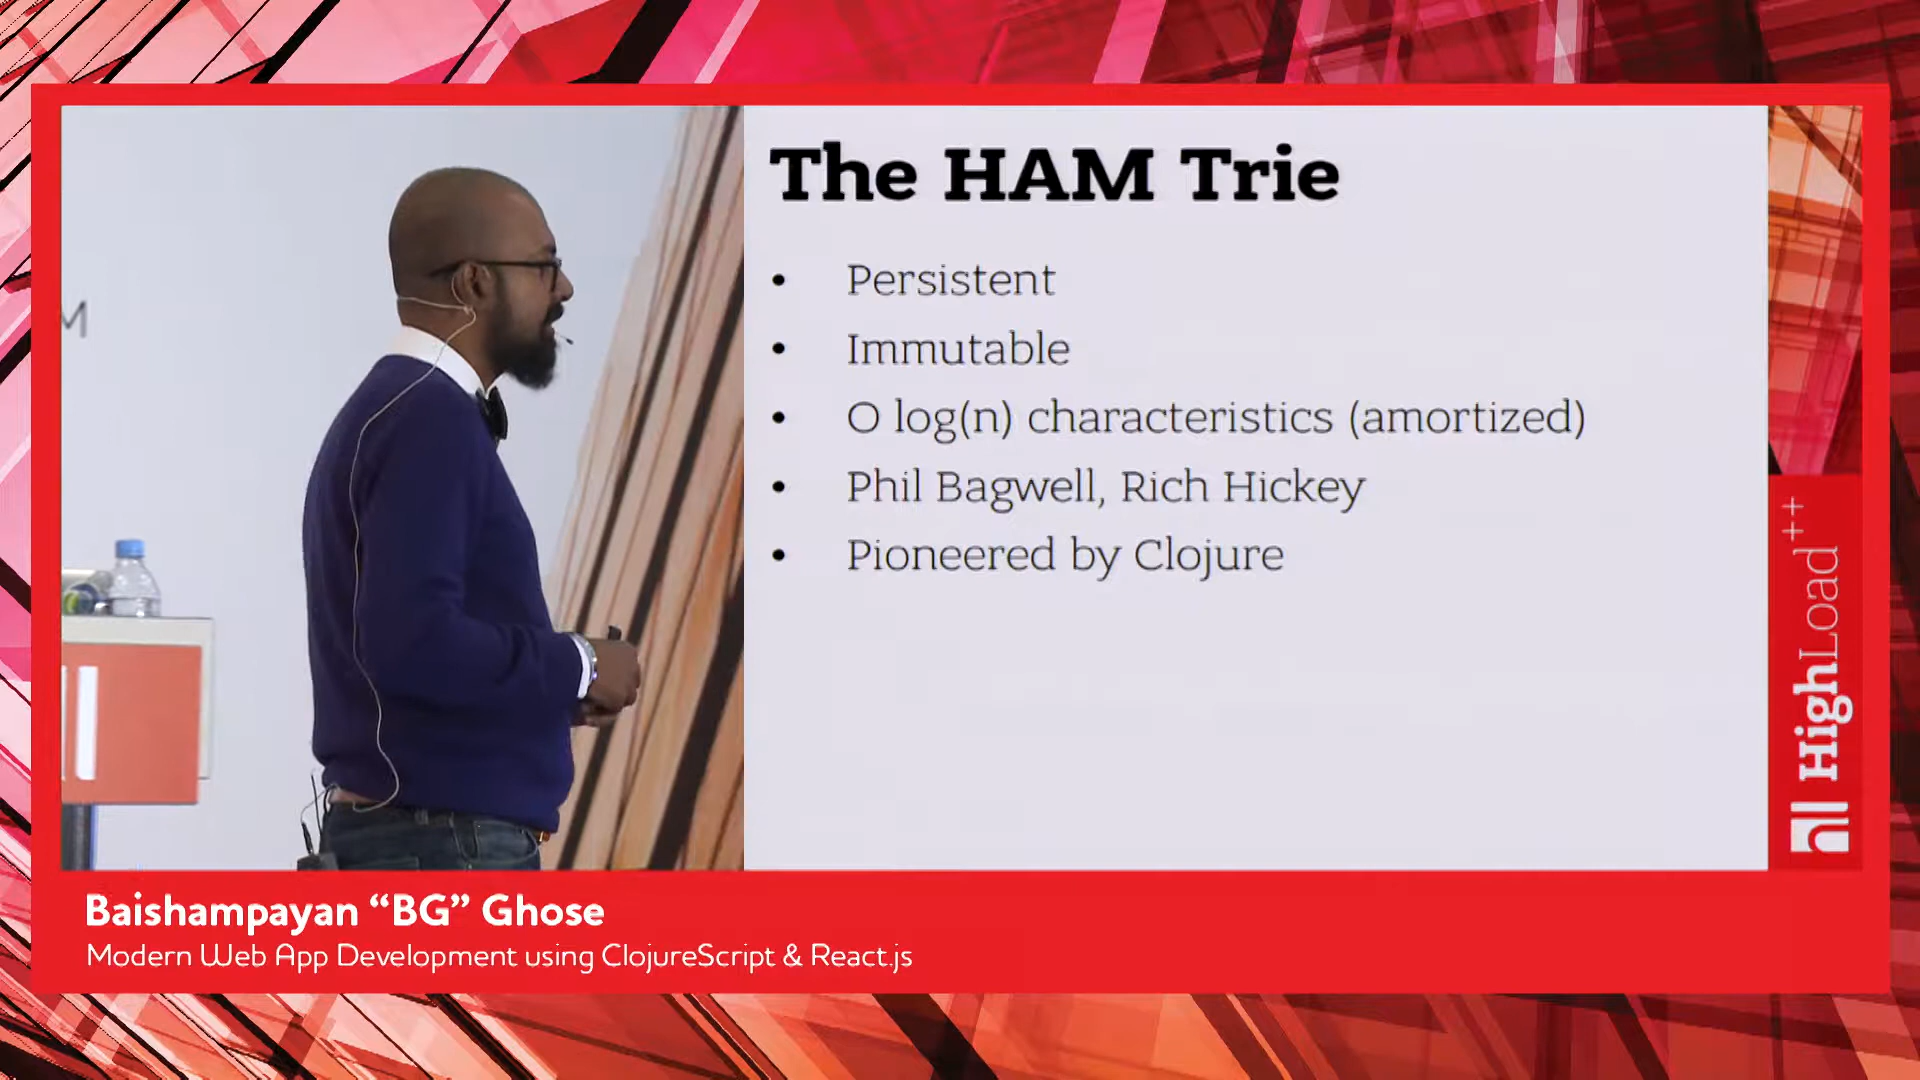 The HAM Trie
• Persistent
• Immutable
• O log(n) characteristics (amortized)
• Phil Bagwell, Rich Hickey
• Pioneered by Clojure
M
HighLoad++
Baishampayan “BG” Ghose
Modern Web App Development using ClojureScript & React.js